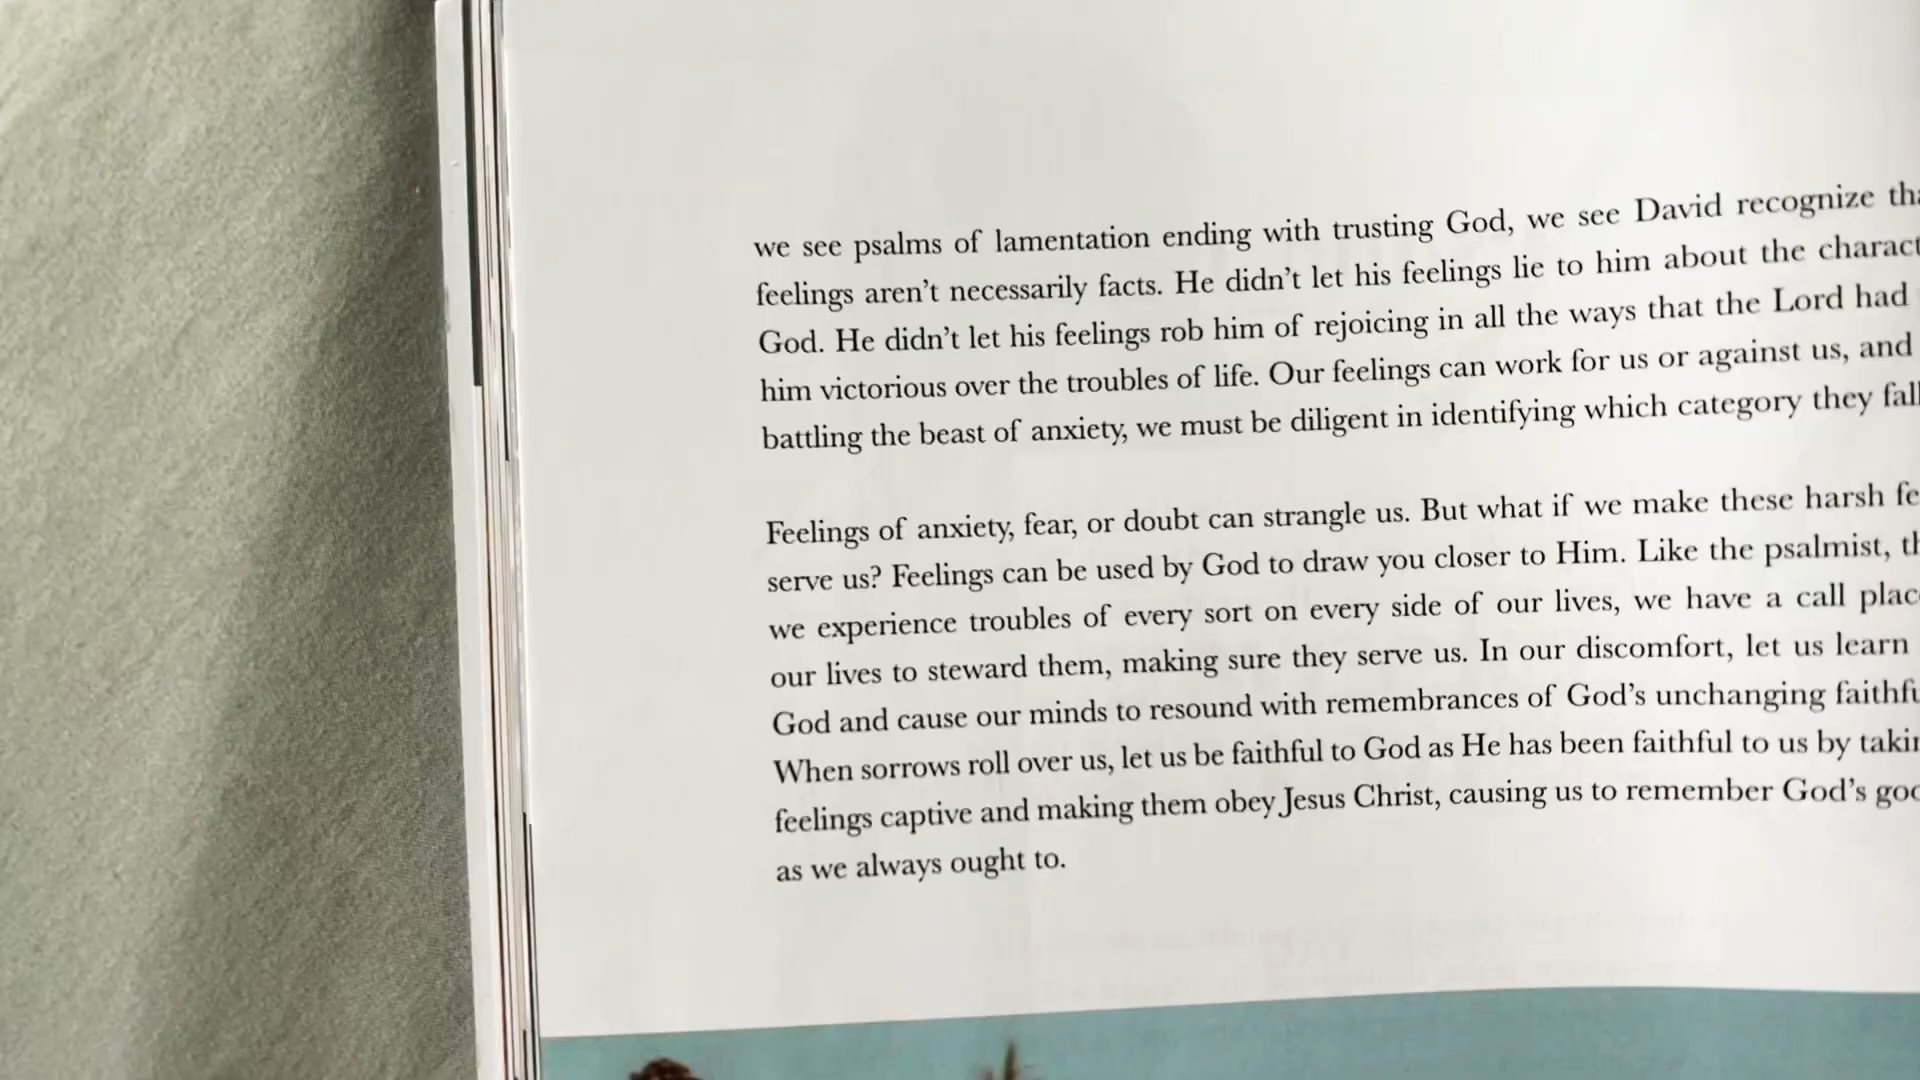 we see psalms of lamentation ending with trusting God, we see David recognize
feelings aren't necessarily facts. He didn't let his feelings lie to him about the
God. He didn't let his feelings rob him of rejoicing in all the ways that the Lord had
him victorious over the troubles of life. Our feelings can work for us or against us, and
battling the beast of anxiety, we must be diligent in identifying which category they
Feelings of anxiety, fear, or doubt can strangle us. But what if we make these harsh
serve us? Feelings can be used by God to draw you closer to Him. Like the psalmist,
we experience troubles of every sort on every side of our lives, we have a call
our lives to steward them, making sure they serve us. In our discomfort, let us learn
God and cause our minds to resound with remembrances of God's unchanging
When sorrows roll over us, let us be faithful to God as He has been faithful to us by
feelings captive and making them obey Jesus Christ, causing us to remember God's
as we always ought to.